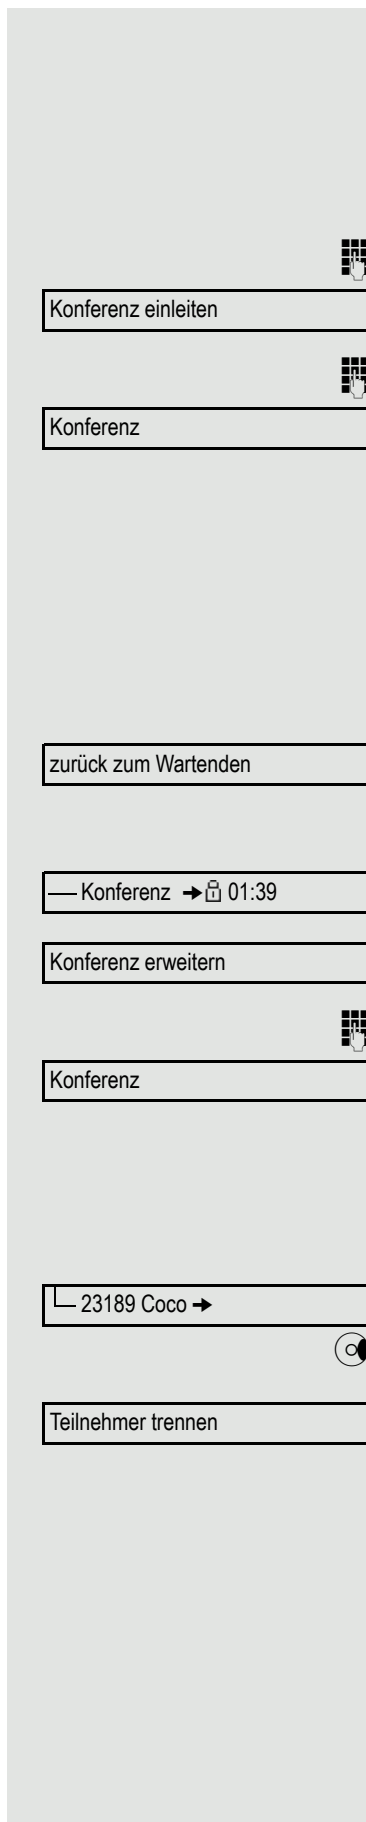 Konferenz einleiten
Konferenz
zurück zum Wartenden
Konferenz ➜ 01:39
Konferenz erweitern
Konferenz
23189 Coco ➜
Teilnehmer trennen